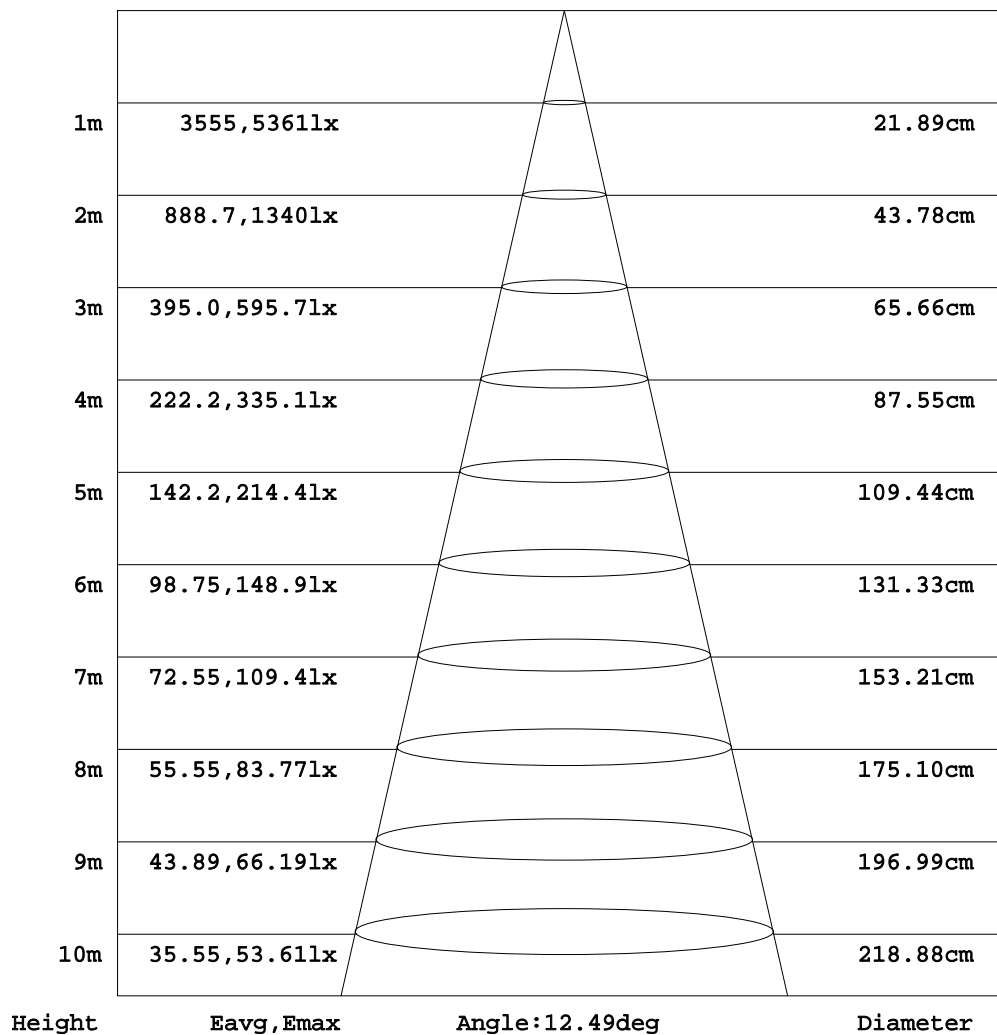 1m 3555,5361lx 21.89cm
2m 888.7,1340lx 43.78cm
3m 395.0,595.7lx 65.66cm
4m 222.2,335.1lx 87.55cm
5m 142.2,214.4lx 109.44cm
6m 98.75,148.9lx 131.33cm
7m 72.55,109.4lx 153.21cm
8m 55.55,83.77lx 175.10cm
9m 43.89,66.19lx 196.99cm
10m 35.55,53.61lx 218.88cm
Height Eavg,Emax Angle:12.49deg Diameter